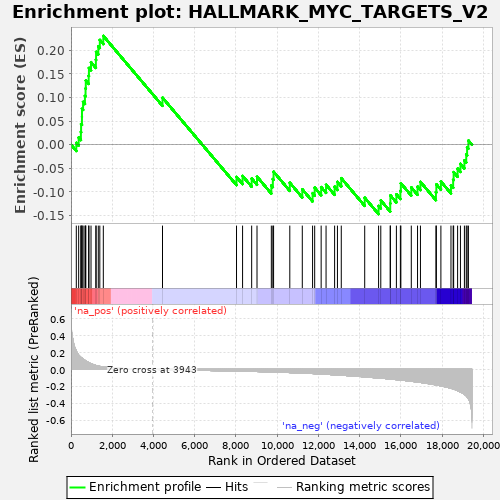 Enrichment plot: HALLMARK_MYC_TARGETS_V2
Enrichment score (ES)
0.20
0.15
0.10
0.05
0.00
-0.05
-0.10
-0.15
'na_pos' (positively correlated)
Ranked list metric (PreRanked)
0.6
0.4
0.2
0.0
-0.2
-0.4
-0.6
Zero cross at 3943
'na_neg' (negatively correlated)
0 2,000 4,000 6,000 8,000 10,000 12,000 14,000 16,000 18,000 20,000
Rank in Ordered Dataset
Enrichment profile Hits Ranking metric scores